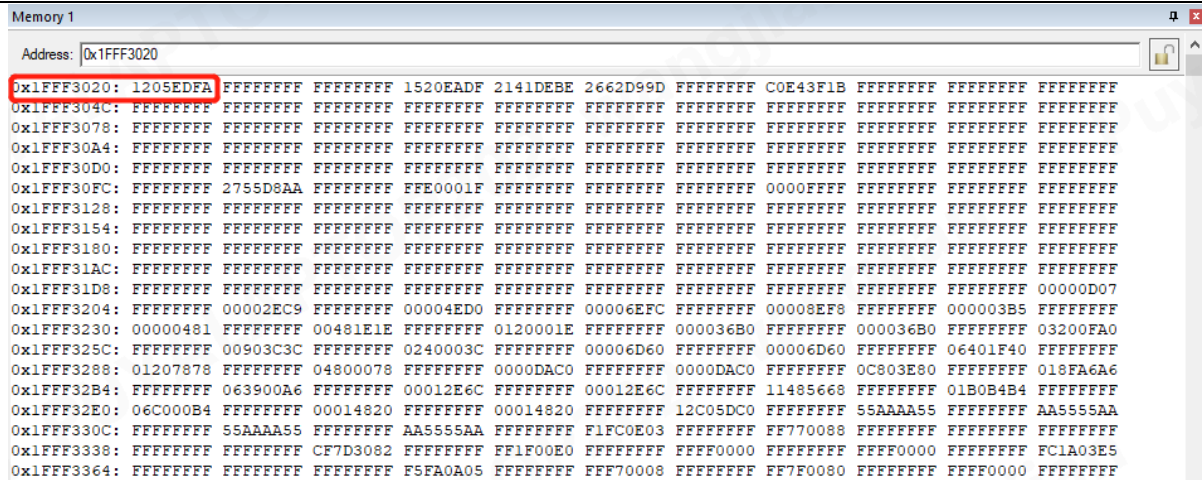 Memory 1
Address: 0x1FFF3020
0x1FFF3020: 1205EDFA FFFFFFFF FFFFFFFF 1520EADF 2141DEBE 2662D99D FFFFFFFF C0E43F1B FFFFFFFF FFFFFFFF FFFFFFFF
0x1FFF304C: FFFFFFFF FFFFFFFF FFFFFFFF FFFFFFFF FFFFFFFF FFFFFFFF FFFFFFFF FFFFFFFF FFFFFFFF FFFFFFFF FFFFFFFF
0x1FFF3078: FFFFFFFF FFFFFFFF FFFFFFFF FFFFFFFF FFFFFFFF FFFFFFFF FFFFFFFF FFFFFFFF FFFFFFFF FFFFFFFF FFFFFFFF
0x1FFF30A4: FFFFFFFF FFFFFFFF FFFFFFFF FFFFFFFF FFFFFFFF FFFFFFFF FFFFFFFF FFFFFFFF FFFFFFFF FFFFFFFF FFFFFFFF
0x1FFF30D0: FFFFFFFF FFFFFFFF FFFFFFFF FFFFFFFF FFFFFFFF FFFFFFFF FFFFFFFF FFFFFFFF FFFFFFFF FFFFFFFF FFFFFFFF
0x1FFF30FC: FFFFFFFF 2755D8AA FFFFFFFF FFE0001F FFFFFFFF FFFFFFFF FFFFFFFF 0000FFFF FFFFFFFF FFFFFFFF FFFFFFFF
0x1FFF3128: FFFFFFFF FFFFFFFF FFFFFFFF FFFFFFFF FFFFFFFF FFFFFFFF FFFFFFFF FFFFFFFF FFFFFFFF FFFFFFFF FFFFFFFF
0x1FFF3154: FFFFFFFF FFFFFFFF FFFFFFFF FFFFFFFF FFFFFFFF FFFFFFFF FFFFFFFF FFFFFFFF FFFFFFFF FFFFFFFF FFFFFFFF
0x1FFF3180: FFFFFFFF FFFFFFFF FFFFFFFF FFFFFFFF FFFFFFFF FFFFFFFF FFFFFFFF FFFFFFFF FFFFFFFF FFFFFFFF FFFFFFFF
0x1FFF31AC: FFFFFFFF FFFFFFFF FFFFFFFF FFFFFFFF FFFFFFFF FFFFFFFF FFFFFFFF FFFFFFFF FFFFFFFF FFFFFFFF FFFFFFFF
0x1FFF31D8: FFFFFFFF FFFFFFFF FFFFFFFF FFFFFFFF FFFFFFFF FFFFFFFF FFFFFFFF FFFFFFFF FFFFFFFF FFFFFFFF 00000D07
0x1FFF3204: FFFFFFFF 00002EC9 FFFFFFFF 00004ED0 FFFFFFFF 00006EFC FFFFFFFF 00008EF8 FFFFFFFF 000003B5 FFFFFFFF
0x1FFF3230: 00000481 FFFFFFFF 00481E1E FFFFFFFF 0120001E FFFFFFFF 000036B0 FFFFFFFF 000036B0 FFFFFFFF 03200FA0
0x1FFF325C: FFFFFFFF 00903C3C FFFFFFFF 0240003C FFFFFFFF 00006D60 FFFFFFFF 00006D60 FFFFFFFF 06401F40 FFFFFFFF
0x1FFF3288: 01207878 FFFFFFFF 04800078 FFFFFFFF 0000DAC0 FFFFFFFF 0000DAC0 FFFFFFFF 0C803E80 FFFFFFFF 018FA6A6
0x1FFF32B4: FFFFFFFF 063900A6 FFFFFFFF 00012E6C FFFFFFFF 00012E6C FFFFFFFF 11485668 FFFFFFFF 01B0B4B4 FFFFFFFF
0x1FFF32E0: 06C000B4 FFFFFFFF 00014820 FFFFFFFF 00014820 FFFFFFFF 12C05DC0 FFFFFFFF 55AAAA55 FFFFFFFF AA5555AA
0x1FFF330C: FFFFFFFF 55AAAA55 FFFFFFFF AA5555AA FFFFFFFF F1FC0E03 FFFFFFFF FF770088 FFFFFFFF FFFFFFFF FFFFFFFF
0x1FFF3338: FFFFFFFF FFFFFFFF CF7D3082 FFFFFFFF FF1F00E0 FFFFFFFF FFFF0000 FFFFFFFF FFFF0000 FFFFFFFF FC1A03E5
0x1FFF3364: FFFFFFFF FFFFFFFF FFFFFFFF F5FA0A05 FFFFFFFF FFF70008 FFFFFFFF FF7F0080 FFFFFFFF FFFF0000 FFFFFFFF